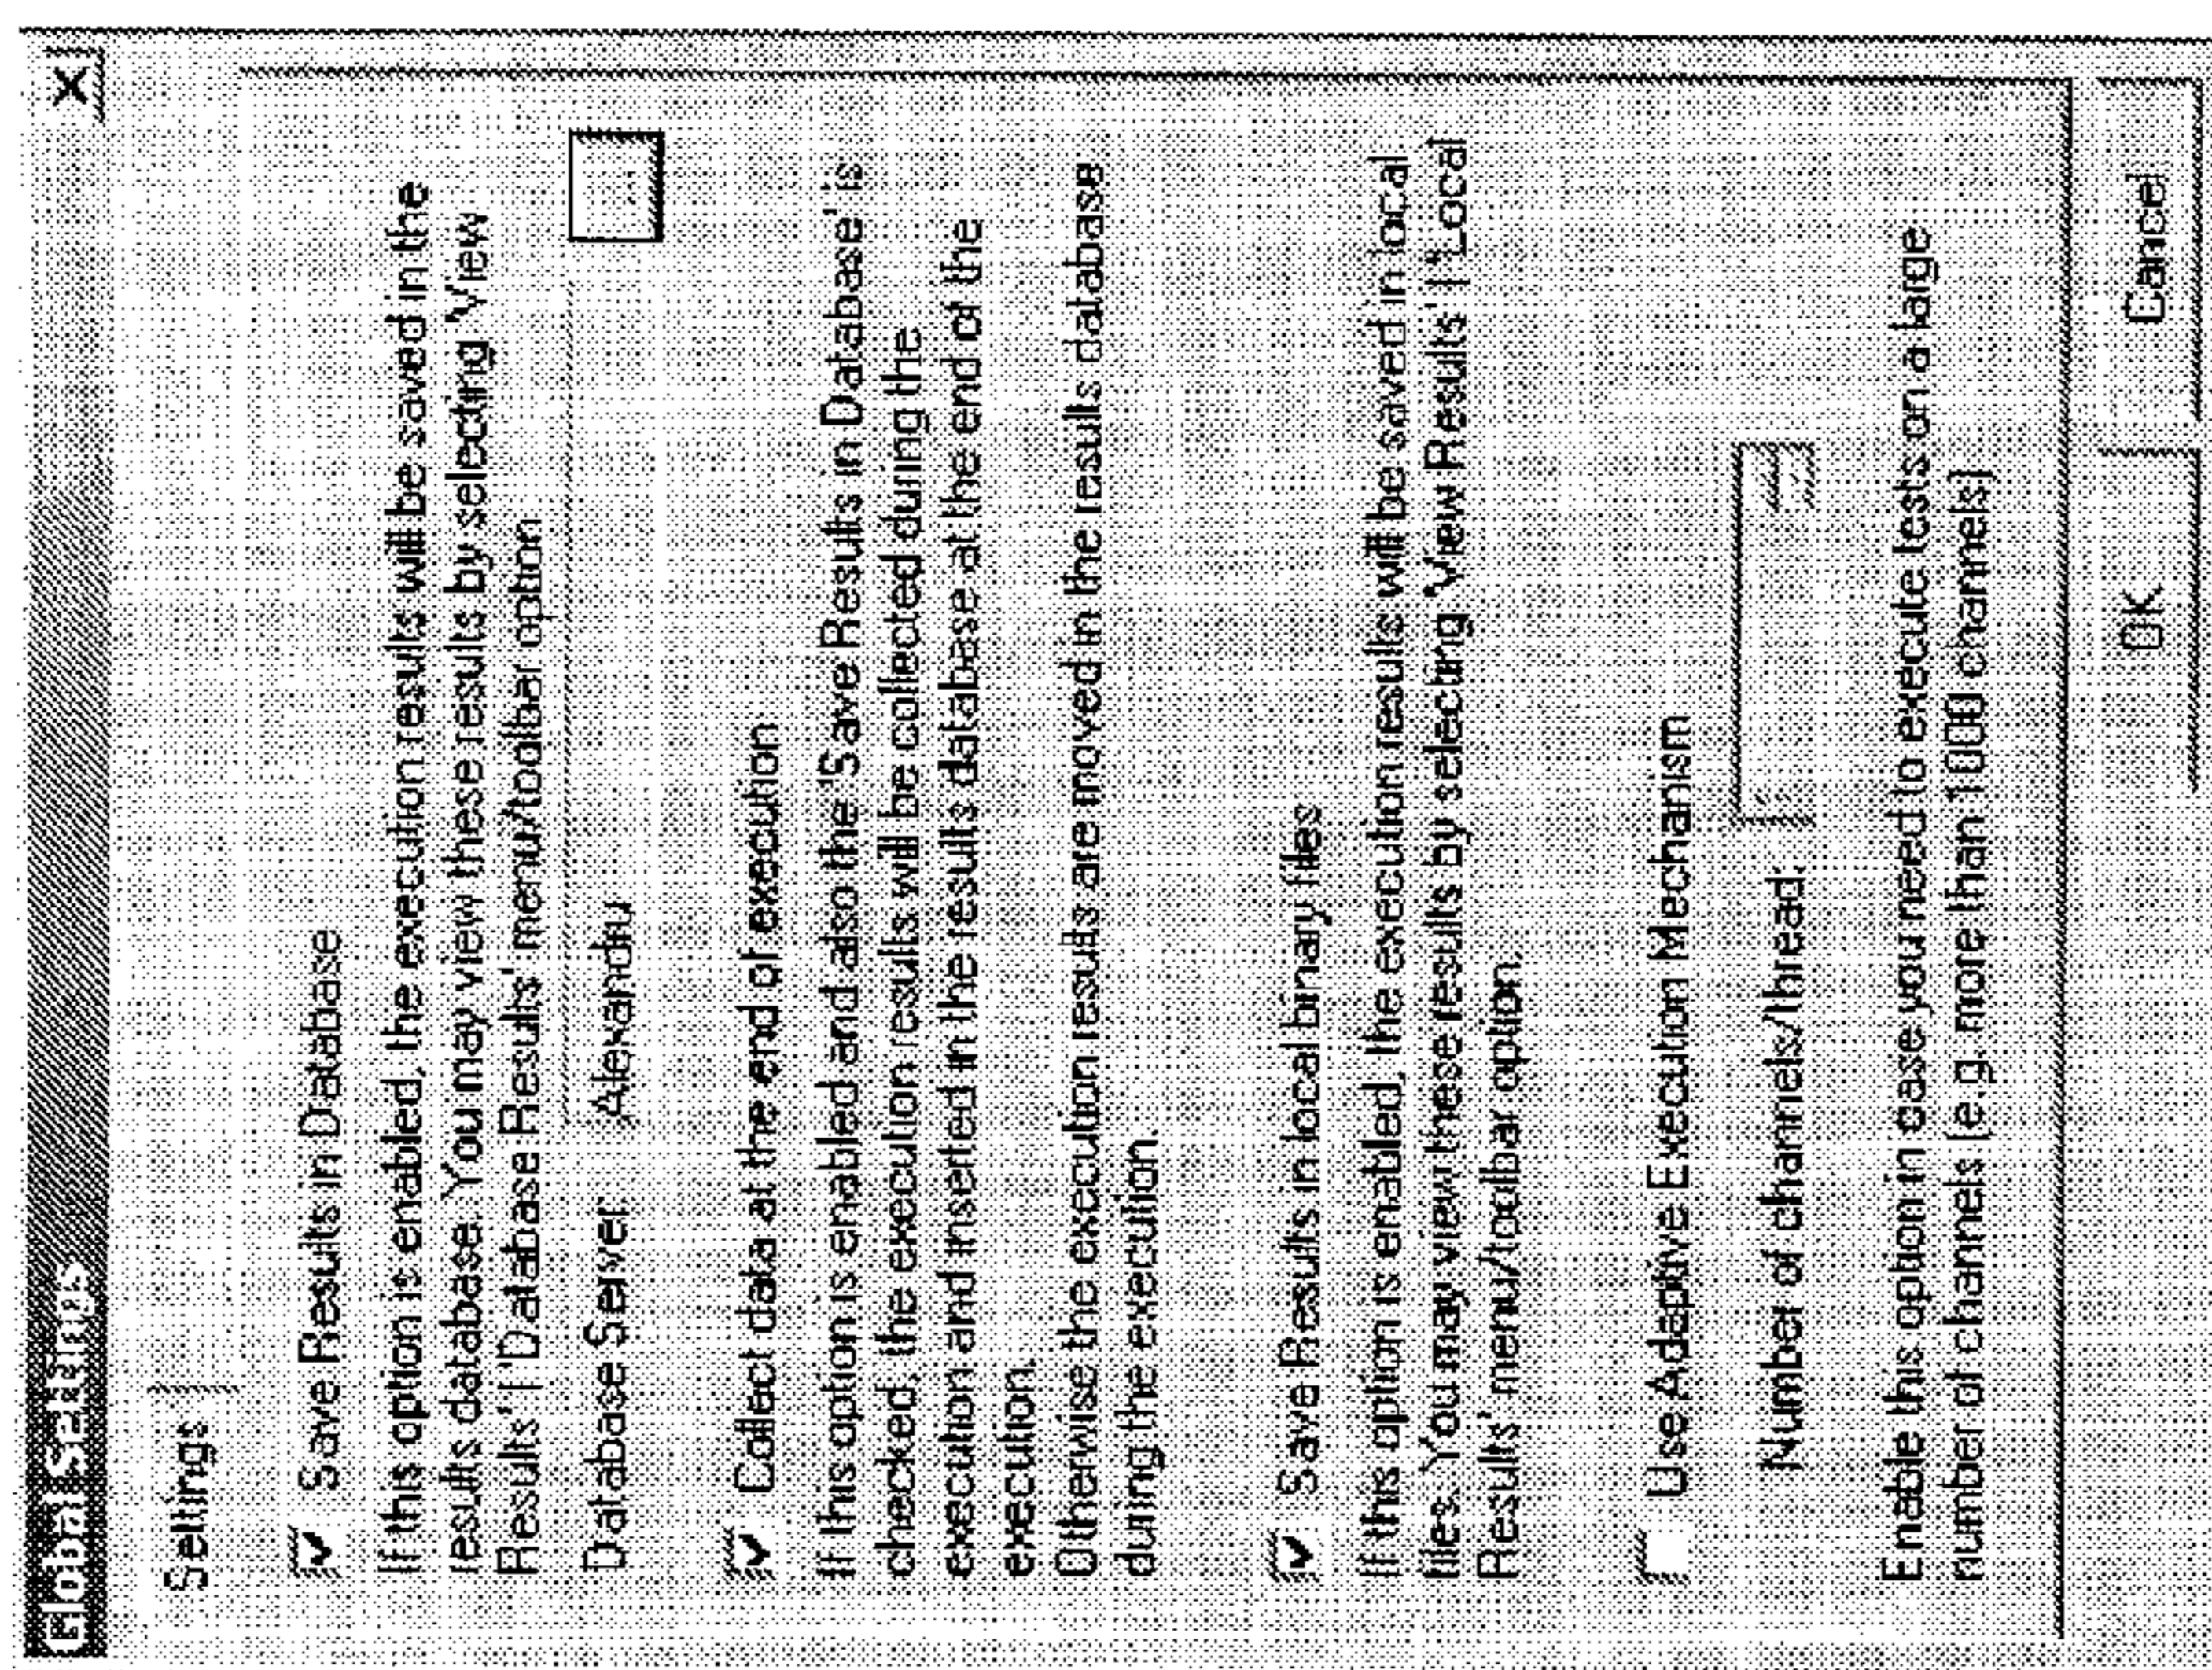 Global Settings
Settings
Save Results in Database
If this option is enabled, the execution results will be saved in the
results database. You may view these results by selecting 'View
Results' | 'Database Results' menu/toolbar option
Database Server: Alexandru ...
Collect data at the end of execution
If this option is enabled and also the 'Save Results in Database' is
checked, the execution results will be collected during the
execution and inserted in the results database at the end of the
execution.
Otherwise the execution results are moved in the results database
during the execution.
Save Results in local binary files
If this option is enabled, the execution results will be saved in local
files. You may view these results by selecting 'View Results' | 'Local
Results' menu/toolbar option.
Use Adaptive Execution Mechanism
Number of channels/thread:
Enable this option in case you need to execute tests on a large
number of channels (e.g. more than 1000 channels)
OK Cancel